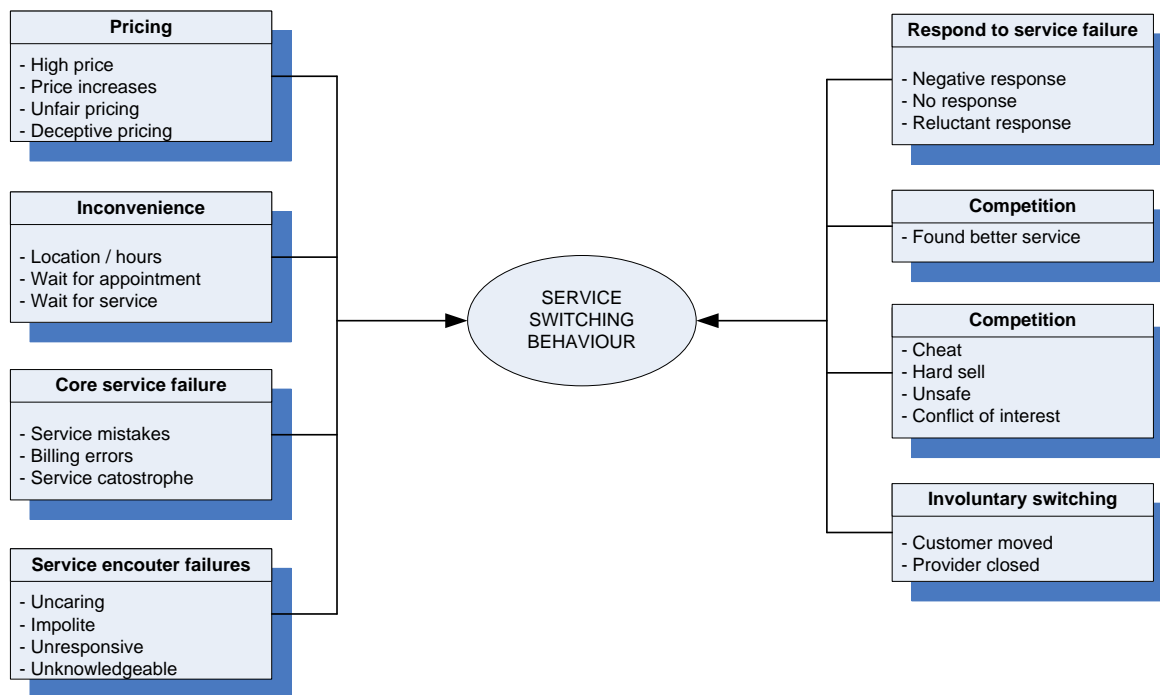 Pricing
- High price
- Price increases
- Unfair pricing
- Deceptive pricing
Inconvenience
- Location / hours
- Wait for appointment
- Wait for service
Core service failure
- Service mistakes
- Billing errors
- Service catostrophe
Service encouter failures
- Uncaring
- Impolite
- Unresponsive
- Unknowledgeable
SERVICE
SWITCHING
BEHAVIOUR
Respond to service failure
- Negative response
- No response
- Reluctant response
Competition
- Found better service
Competition
- Cheat
- Hard sell
- Unsafe
- Conflict of interest
Involuntary switching
- Customer moved
- Provider closed